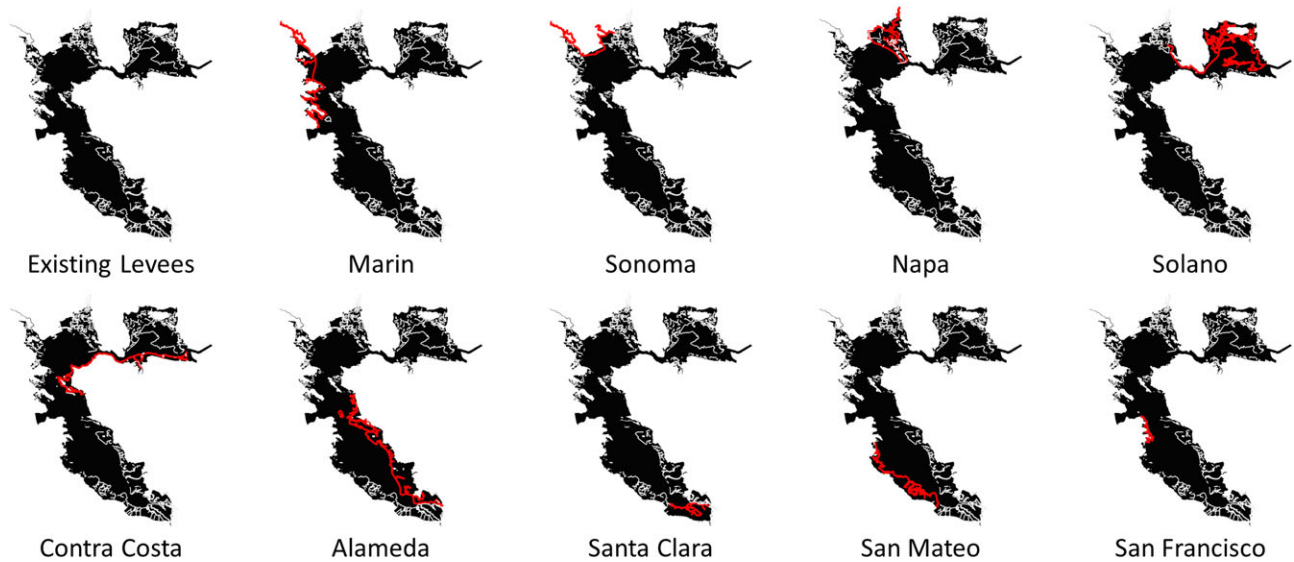 Existing Levees
Marin
Sonoma
Napa
Solano
Contra Costa
Alameda
Santa Clara
San Mateo
San Francisco